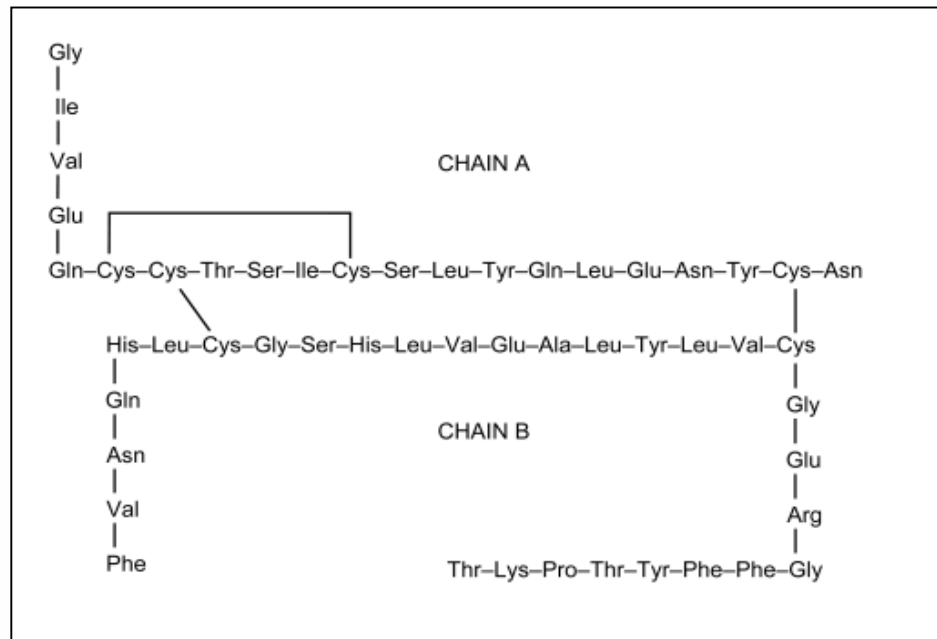 Gly
Ile
Val
CHAIN A
Glu
Gln–Cys–Cys–Thr–Ser–Ile–Cys–Ser–Leu–Tyr–Gln–Leu–Glu–Asn–Tyr–Cys–Asn
His–Leu–Cys–Gly–Ser–His–Leu–Val–Glu–Ala–Leu–Tyr–Leu–Val–Cys
Gln
Gly
CHAIN B
Asn
Glu
Val
Arg
Phe
Thr–Lys–Pro–Thr–Tyr–Phe–Phe–Gly